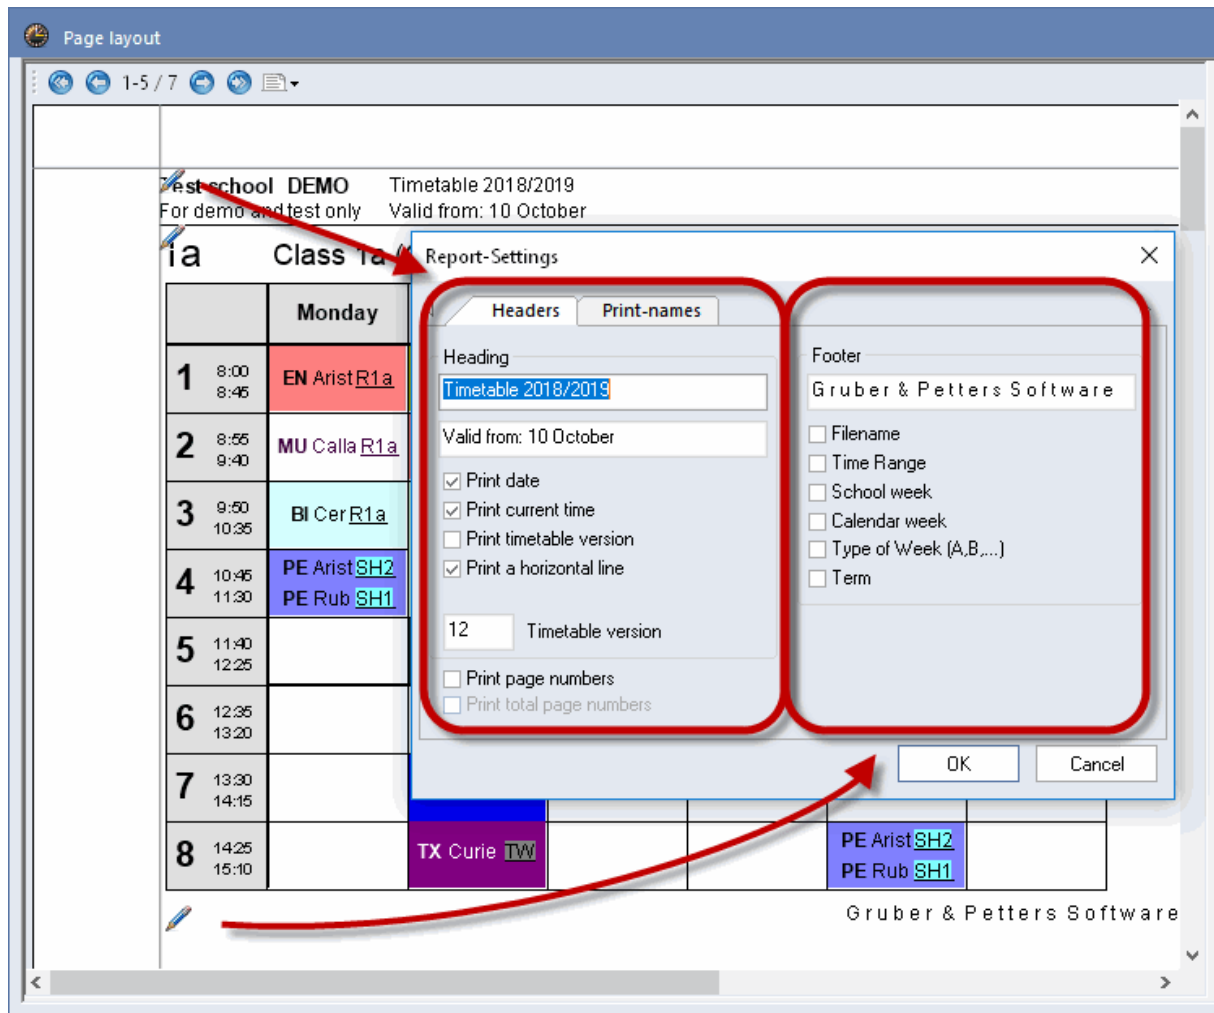 Page layout
1-5 / 7
Test school DEMO Timetable 2018/2019
For demo and test only Valid from: 10 October
1a Class 1a (
Monday
1 8:00 8:45 EN Arist R1a
2 8:55 9:40 MU Calla R1a
3 9:50 10:35 BI Cer R1a
4 10:45 11:30 PE Arist SH2
PE Rub SH1
5 11:40 12:25
6 12:35 13:20
7 13:30 14:15
8 14:25 15:10 TX Curie TW PE Arist SH2
PE Rub SH1
Gruber & Petters Software
Report-Settings
Headers Print-names
Heading
Timetable 2018/2019
Valid from: 10 October
Print date
Print current time
Print timetable version
Print a horizontal line
12 Timetable version
Print page numbers
Print total page numbers
Footer
Gruber & Petters Software
Filename
Time Range
School week
Calendar week
Type of Week (A,B,...)
Term
OK Cancel